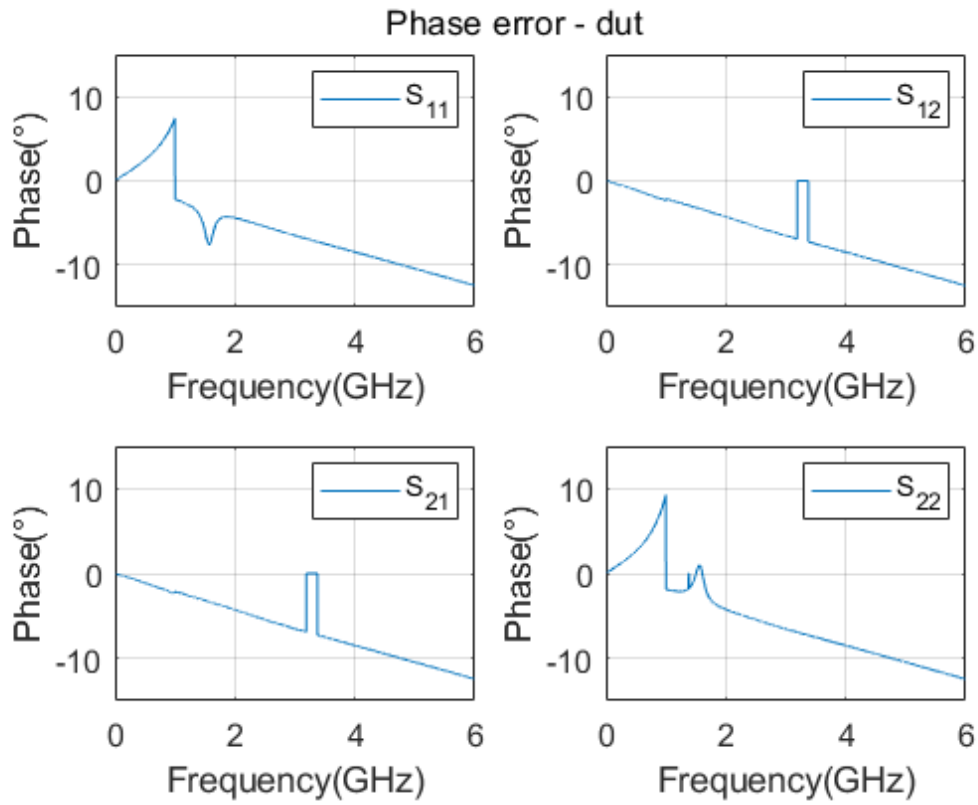 Phase error - dut
10
0
-10
Phase(°)
S11
0 2 4 6
Frequency(GHz)
10
0
-10
Phase(°)
S12
0 2 4 6
Frequency(GHz)
10
0
-10
Phase(°)
S21
0 2 4 6
Frequency(GHz)
10
0
-10
Phase(°)
S22
0 2 4 6
Frequency(GHz)